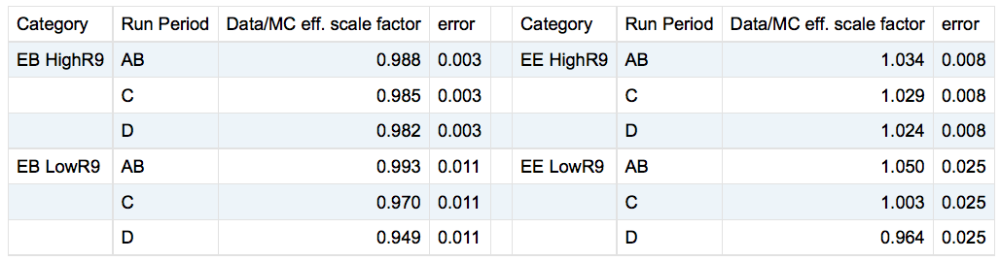 Category Run Period Data/MC eff. scale factor error Category Run Period Data/MC eff. scale factor error
EB HighR9 AB 0.988 0.003 EE HighR9 AB 1.034 0.008
C 0.985 0.003 C 1.029 0.008
D 0.982 0.003 D 1.024 0.008
EB LowR9 AB 0.993 0.011 EE LowR9 AB 1.050 0.025
C 0.970 0.011 C 1.003 0.025
D 0.949 0.011 D 0.964 0.025